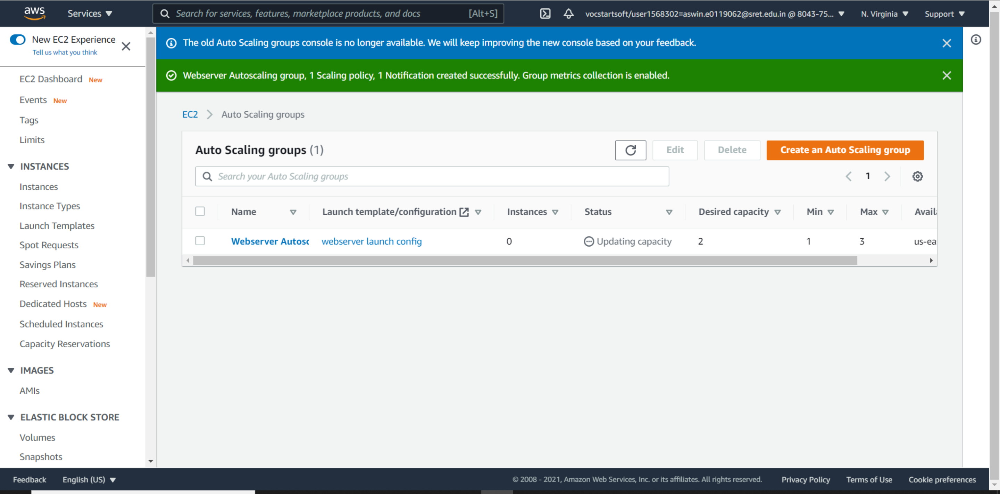 aws
Services
Search for services, features, marketplace products, and docs [Alt+S]
vocstartsoft/user1568302=aswin.e0119062@sret.edu.in @ 8043-75...
N. Virginia
Support
New EC2 Experience
Tell us what you think
EC2 Dashboard New
Events New
Tags
Limits
INSTANCES
Instances
Instance Types
Launch Templates
Spot Requests
Savings Plans
Reserved Instances
Dedicated Hosts New
Scheduled Instances
Capacity Reservations
IMAGES
AMIs
ELASTIC BLOCK STORE
Volumes
Snapshots
The old Auto Scaling groups console is no longer available. We will keep improving the new console based on your feedback.
Webserver Autoscaling group, 1 Scaling policy, 1 Notification created successfully. Group metrics collection is enabled.
EC2 Auto Scaling groups
Auto Scaling groups (1)
Edit
Delete
Create an Auto Scaling group
Search your Auto Scaling groups
1
Name Launch template/configuration Instances Status Desired capacity Min Max Avail
Webserver Autosc webserver launch config 0 Updating capacity 2 1 3 us-ea
Feedback
English (US)
© 2008 - 2021, Amazon Web Services, Inc. or its affiliates. All rights reserved.
Privacy Policy
Terms of Use
Cookie preferences